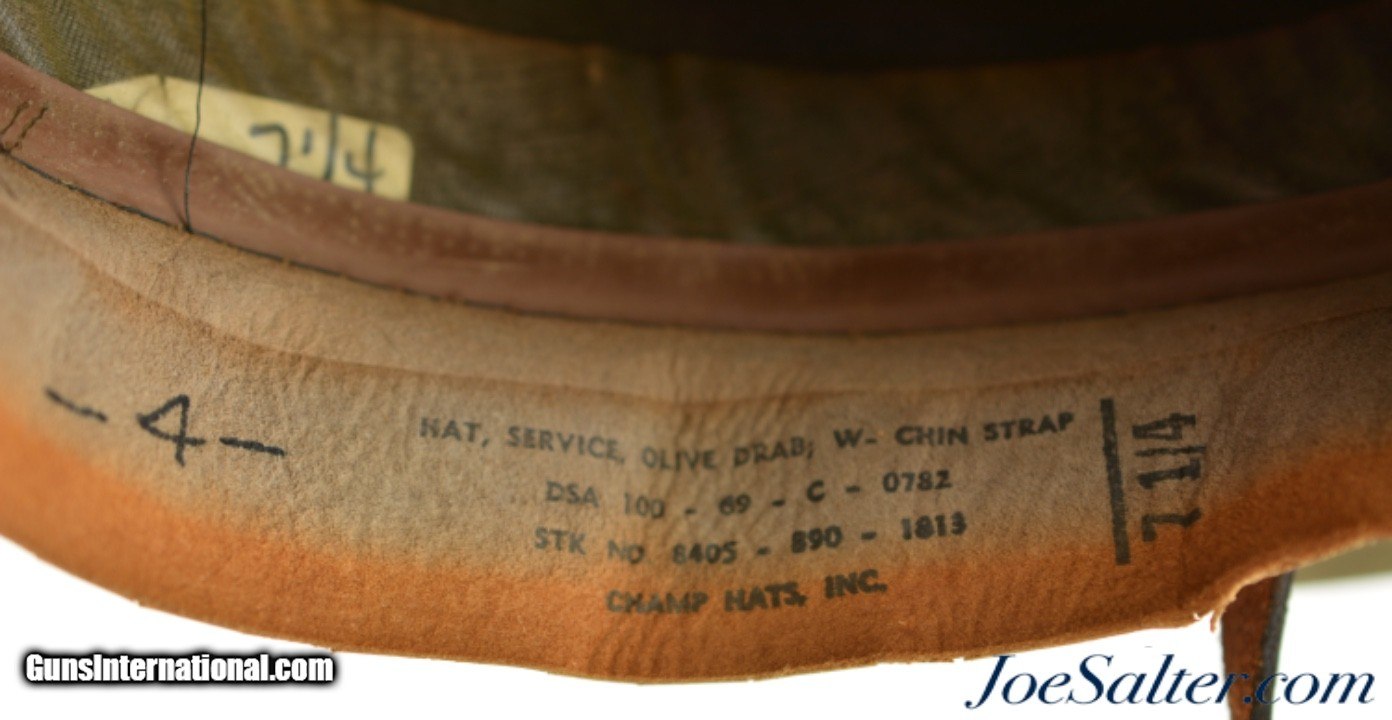 7 1/4
- 4 -
HAT, SERVICE, OLIVE DRAB, W- CHIN STRAP
DSA 100 - 69 - C - 0782
STK NO 8405 - 890 - 1813
CHAMP HATS, INC.
7 1/4
GunsInternational.com
JoeSalter.com